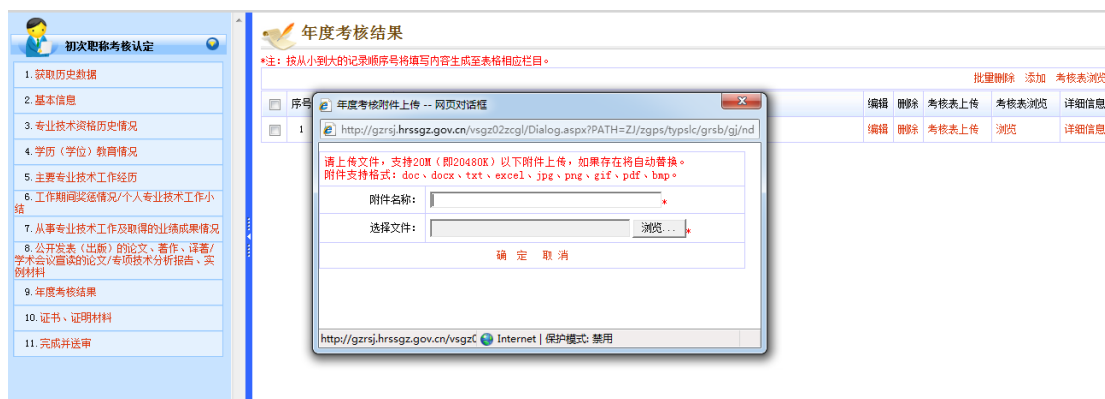 初次职称考核认定
1.获取历史数据
2.基本信息
3.专业技术资格历史情况
4.学历（学位）教育情况
5.主要专业技术工作经历
6.工作期间奖惩情况/个人专业技术工作小
结
7.从事专业技术工作及取得的业绩成果情况
8.公开发表（出版）的论文、著作、译著/
学术会议宣读的论文/专项技术分析报告、实
例材料
9.年度考核结果
10.证书、证明材料
11.完成并送审
年度考核结果
*注：按从小到大的记录顺序号将填写内容生成至表格相应栏目。
批量删除 添加 考核表浏览
序号 编辑 删除 考核表上传 考核表浏览 详细信息
1 编辑 删除 考核表上传 浏览 详细信息
年度考核附件上传 -- 网页对话框
http://gzrsj.hrssgz.gov.cn/vsgz02zcgl/Dialog.aspx?PATH=ZJ/zgps/typslc/grsb/gj/nd
请上传文件，支持20M（即20480K）以下附件上传，如果存在将自动替换。
附件支持格式：doc、docx、txt、excel、jpg、png、gif、pdf、bmp。
附件名称： *
选择文件： 浏览... *
确 定 取 消
http://gzrsj.hrssgz.gov.cn/vsgz( Internet | 保护模式: 禁用